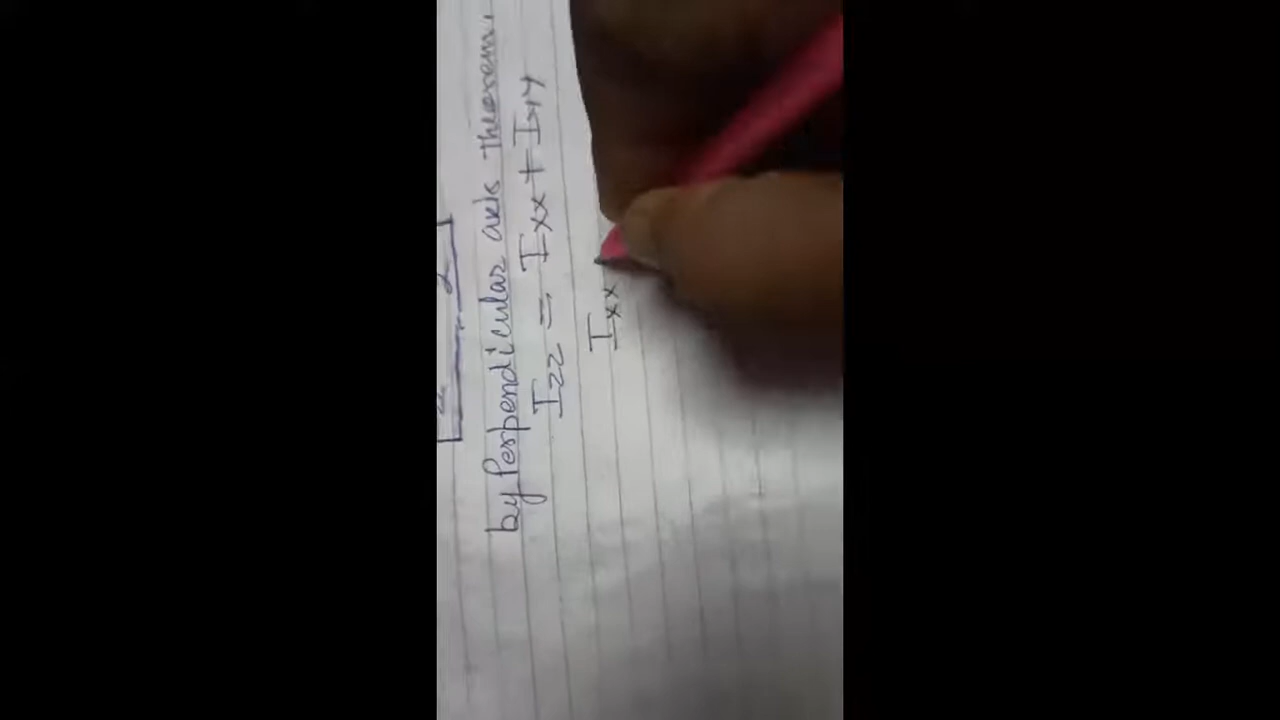 by Perpendicular axis theorem,
Izz = Ixx + Iyy
Ixx